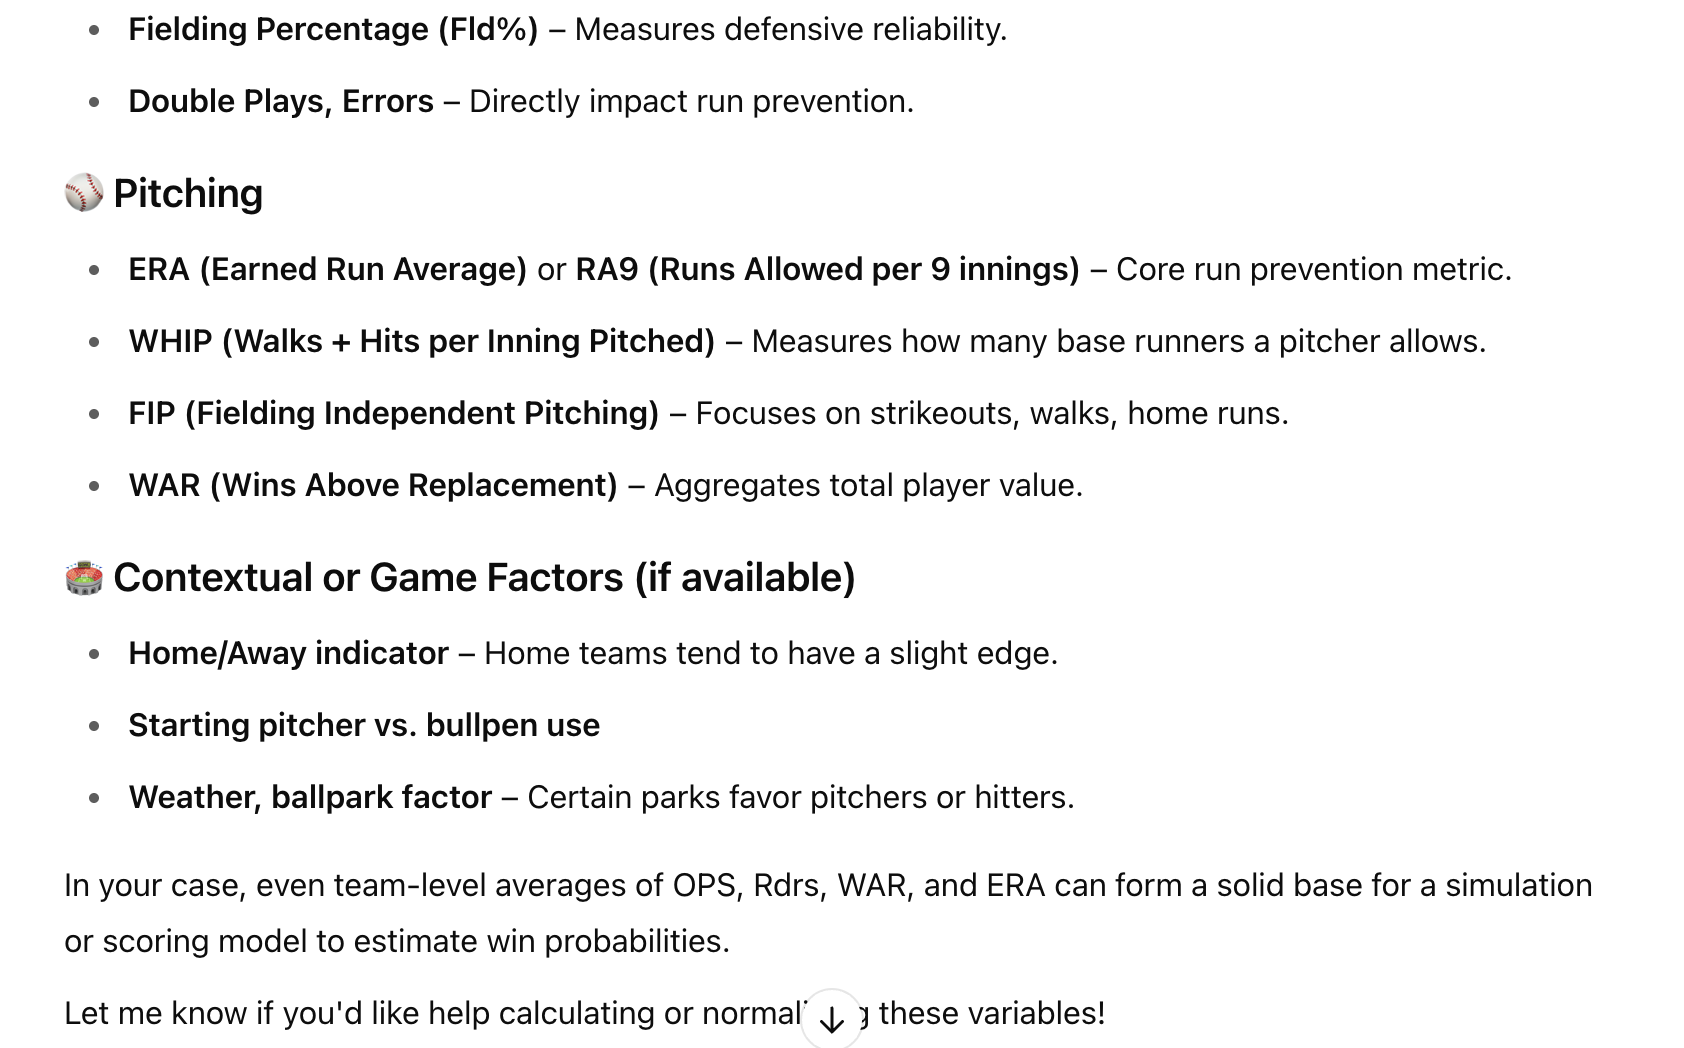 Fielding Percentage (Fld%) – Measures defensive reliability.
Double Plays, Errors – Directly impact run prevention.
Pitching
ERA (Earned Run Average) or RA9 (Runs Allowed per 9 innings) – Core run prevention metric.
WHIP (Walks + Hits per Inning Pitched) – Measures how many base runners a pitcher allows.
FIP (Fielding Independent Pitching) – Focuses on strikeouts, walks, home runs.
WAR (Wins Above Replacement) – Aggregates total player value.
Contextual or Game Factors (if available)
Home/Away indicator – Home teams tend to have a slight edge.
Starting pitcher vs. bullpen use
Weather, ballpark factor – Certain parks favor pitchers or hitters.
In your case, even team-level averages of OPS, Rdrs, WAR, and ERA can form a solid base for a simulation
or scoring model to estimate win probabilities.
Let me know if you'd like help calculating or these variables!